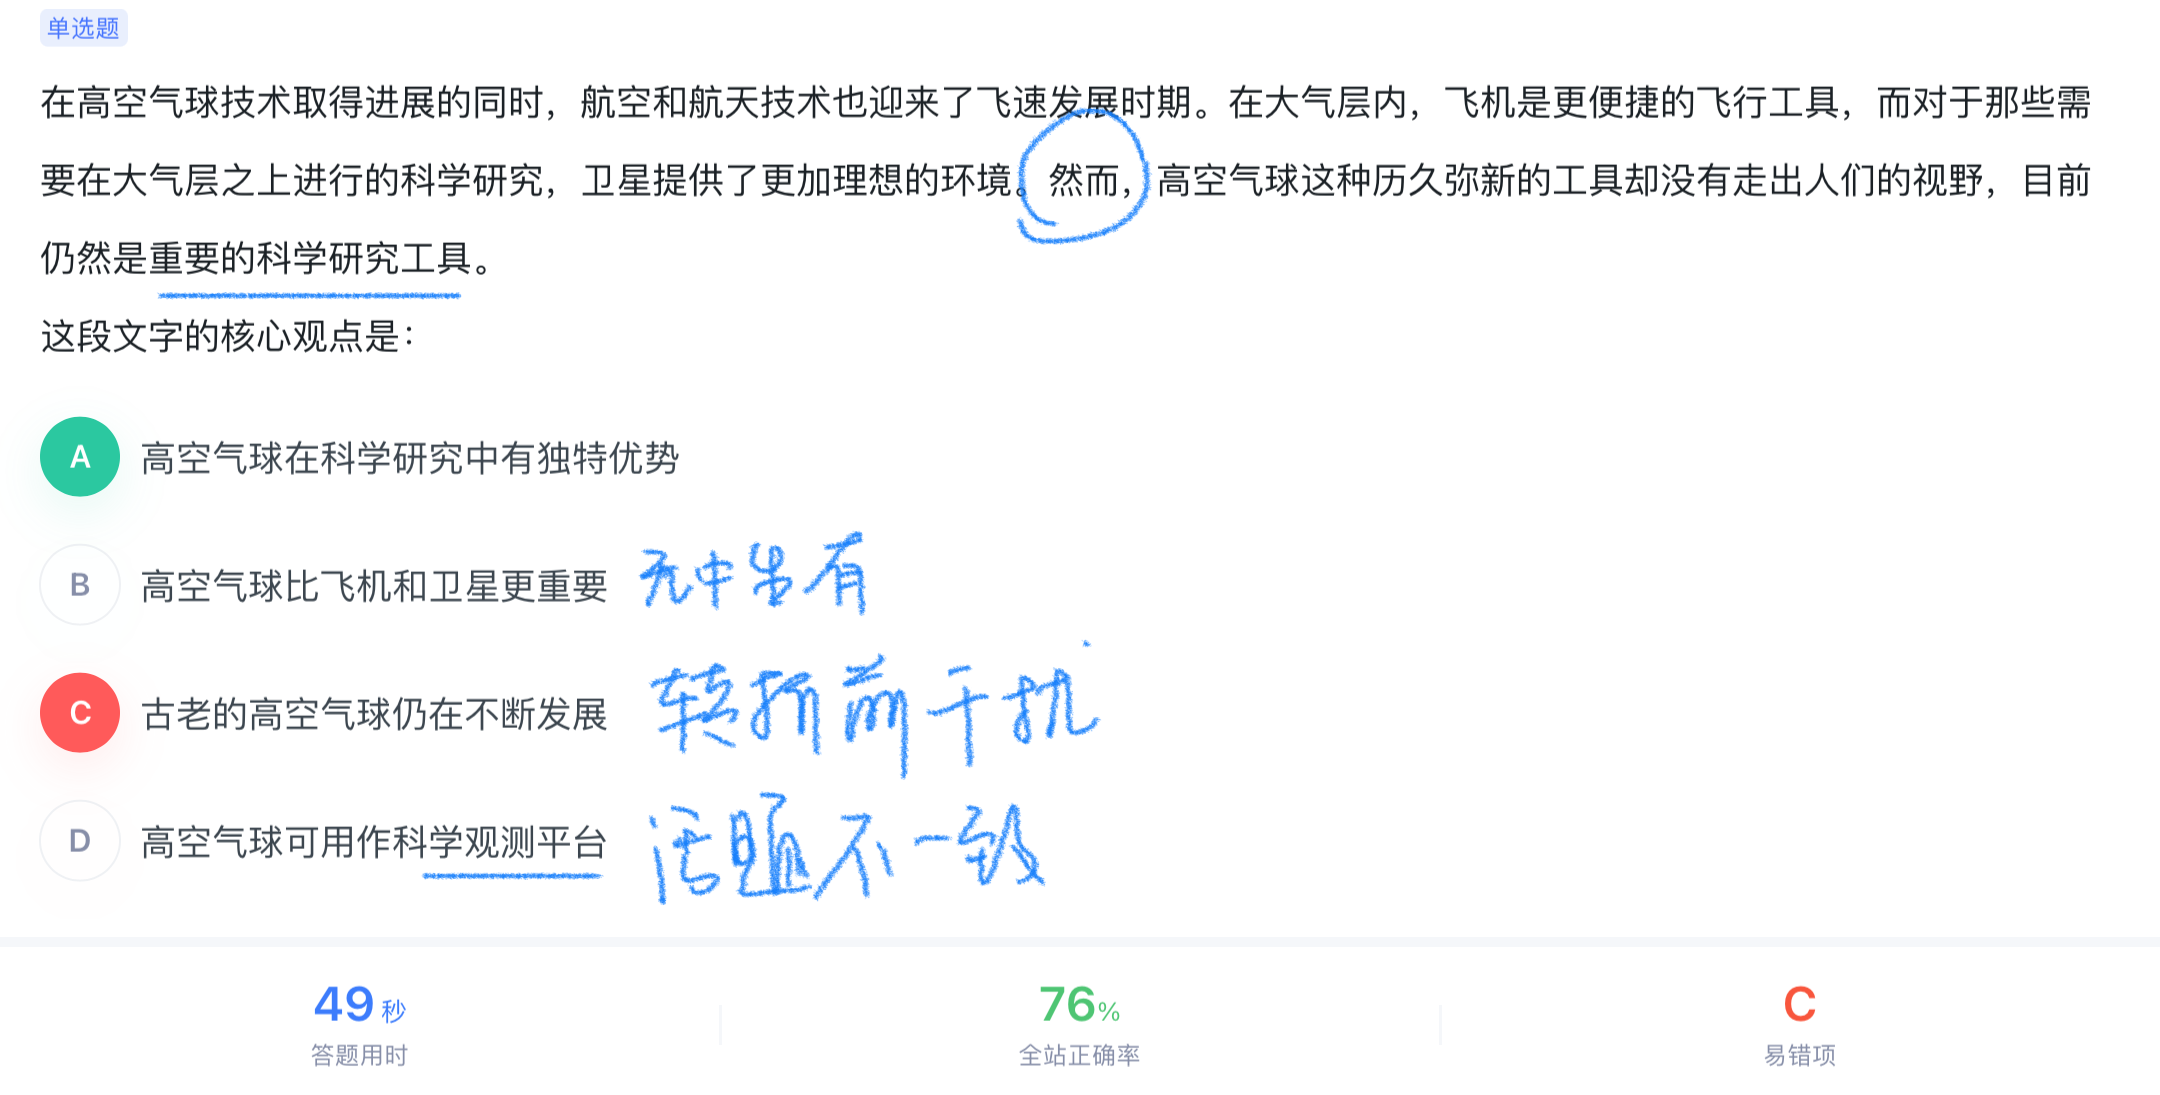 单选题
在高空气球技术取得进展的同时，航空和航天技术也迎来了飞速发展时期。在大气层内，飞机是更便捷的飞行工具，而对于那些需
要在大气层之上进行的科学研究，卫星提供了更加理想的环境。然而，高空气球这种历久弥新的工具却没有走出人们的视野，目前
仍然是重要的科学研究工具。
这段文字的核心观点是：
A 高空气球在科学研究中有独特优势
B 高空气球比飞机和卫星更重要 无中生有
C 古老的高空气球仍在不断发展 转折前干扰
D 高空气球可用作科学观测平台 话题不一致
49 秒 76% C
答题用时 全站正确率 易错项